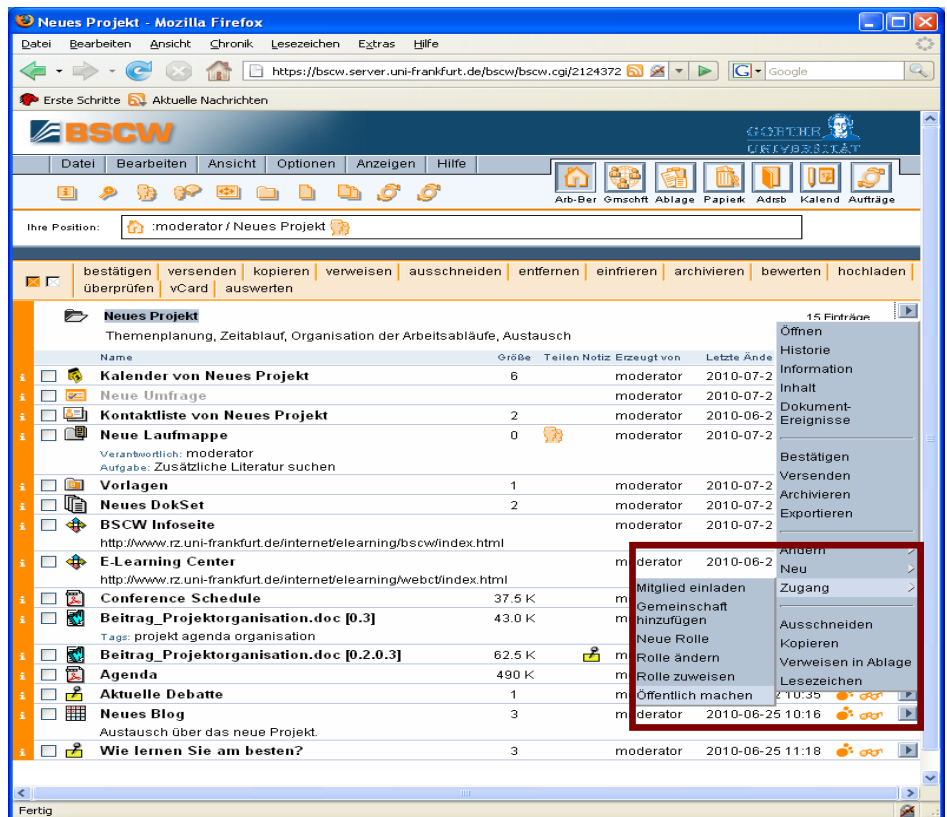 Neues Projekt - Mozilla Firefox
Datei Bearbeiten Ansicht Chronik Lesezeichen Extras Hilfe
https://bscw.server.uni-frankfurt.de/bscw/bscw.cgi/2124372 G Google
Erste Schritte Aktuelle Nachrichten
BSCW
GOETHE
UNIVERSITÄT
Datei Bearbeiten Ansicht Optionen Anzeigen Hilfe
Arb-Ber Gmschft Ablage Papierk Adrsb Kalend Aufträge
Ihre Position: :moderator / Neues Projekt
bestätigen versenden kopieren verweisen ausschneiden entfernen einfrieren archivieren bewerten hochladen
überprüfen vCard auswerten
Neues Projekt 15 Einträge
Themenplanung, Zeitablauf, Organisation der Arbeitsabläufe, Austausch
Name Größe Teilen Notiz Erzeugt von Letzte Ände
Kalender von Neues Projekt 6 moderator 2010-07-2
Neue Umfrage moderator 2010-07-2
Kontaktliste von Neues Projekt 2 moderator 2010-06-2
Neue Laufmappe 0 moderator 2010-07-2
Verantwortlich: moderator
Aufgabe: Zusätzliche Literatur suchen
Vorlagen 1 moderator 2010-07-2
Neues DokSet 2 moderator 2010-07-2
BSCW Infoseite moderator 2010-07-2
http://www.rz.uni-frankfurt.de/internet/elearning/bscw/index.html
E-Learning Center moderator 2010-06-2
http://www.rz.uni-frankfurt.de/internet/elearning/webct/index.html
Conference Schedule 37.5 K m
Beitrag_Projektorganisation.doc [0.3] 43.0 K m
Tags: projekt agenda organisation
Beitrag_Projektorganisation.doc [0.2.0.3] 62.5 K m
Agenda 490 K m
Aktuelle Debatte 1 m 10:35
Neues Blog 3 moderator 2010-06-25 10:16
Austausch über das neue Projekt.
Wie lernen Sie am besten? 3 moderator 2010-06-25 11:18
Öffnen
Historie
Information
Inhalt
Dokument-
Ereignisse
Bestätigen
Versenden
Archivieren
Exportieren
Ändern
Neu
Zugang
Ausschneiden
Kopieren
Verweisen in Ablage
Lesezeichen
Mitglied einladen
Gemeinschaft
hinzufügen
Neue Rolle
Rolle ändern
Rolle zuweisen
Öffentlich machen
Fertig